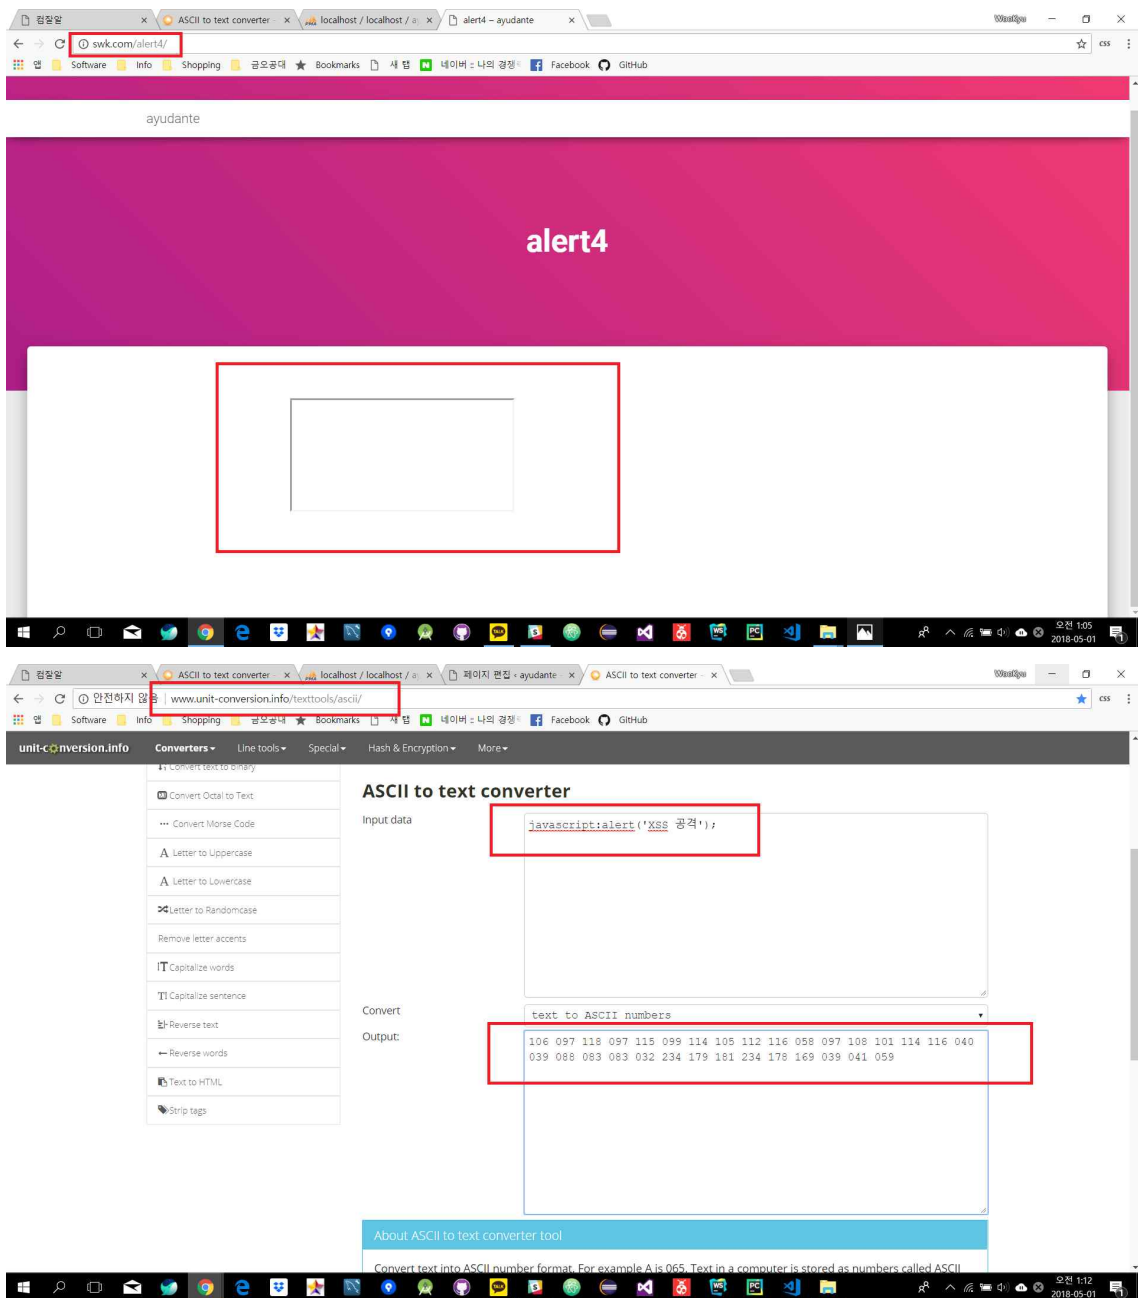 컴잘알
ASCII to text converter
localhost / localhost / a
alert4 – ayudante
WooKyu
swk.com/alert4/
css
앱 Software Info Shopping 금오공대 Bookmarks 새 탭 네이버 :: 나의 경쟁 Facebook GitHub
ayudante
alert4
오전 1:05
2018-05-01
컴잘알
ASCII to text converter
localhost / localhost / a
페이지 편집 ‹ ayudante
ASCII to text converter
WooKyu
안전하지 않음 | www.unit-conversion.info/texttools/ascii/
css
앱 Software Info Shopping 금오공대 Bookmarks 새 탭 네이버 :: 나의 경쟁 Facebook GitHub
unit-conversion.info Converters Line tools Special Hash & Encryption More
Convert text to binary
Convert Octal to Text
Convert Morse Code
Letter to Uppercase
Letter to Lowercase
Letter to Randomcase
Remove letter accents
Capitalize words
Capitalize sentence
Reverse text
Reverse words
Text to HTML
Strip tags
ASCII to text converter
Input data
javascript:alert('XSS 공격');
Convert
text to ASCII numbers
Output:
106 097 118 097 115 099 114 105 112 116 058 097 108 101 114 116 040
039 088 083 083 032 234 179 181 234 178 169 039 041 059
About ASCII to text converter tool
Convert text into ASCII number format. For example A is 065. Text in a computer is stored as numbers called ASCII
오전 1:12
2018-05-01